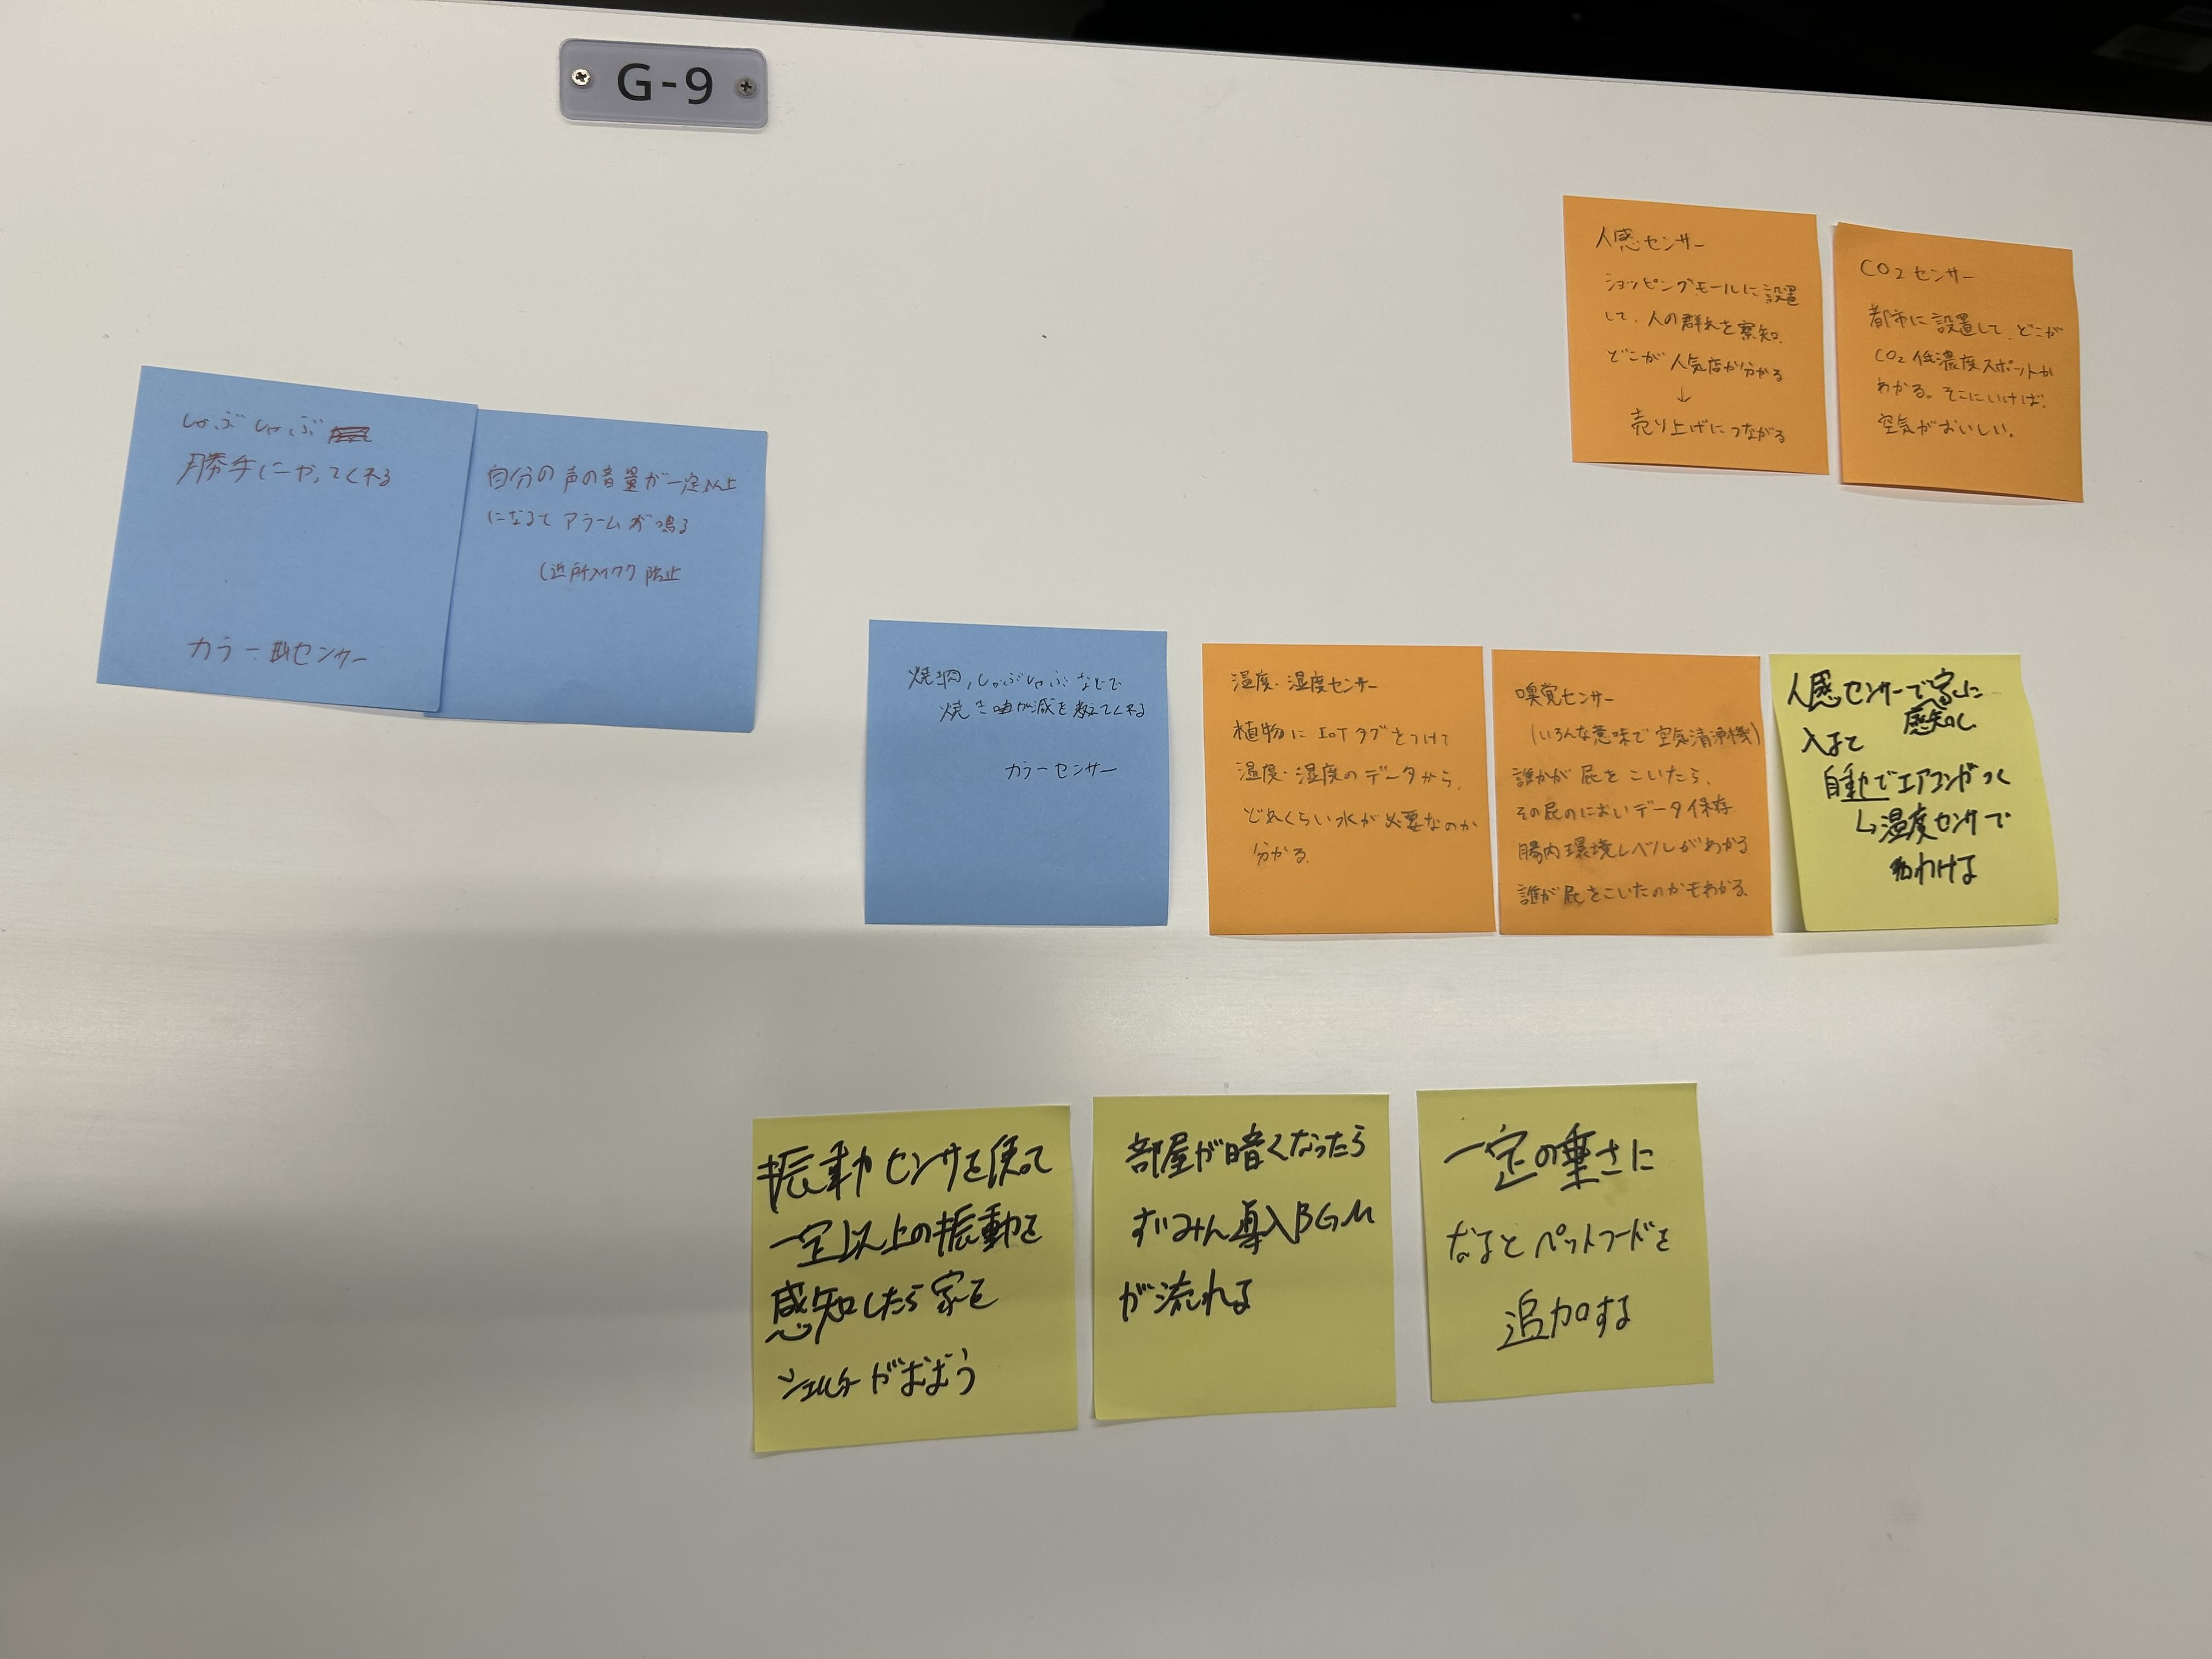 G-9
人感センサー
ショッピングモールに設置
して、人の群れを察知.
どこが人気店か分かる
↓
売り上げにつながる
CO2センサー
都市に設置して、どこが
CO2低濃度スポットか
わかる。そこにいけば、
空気がおいしい。
しゃぶしゃぶ
勝手にやってくれる
カラーセンサー
自分の声の音量が一定以上
になるとアラームが鳴る
(近所メイワク防止
焼肉,しゃぶしゃぶなどで
焼き加減を教えてくれる
カラーセンサー
温度・湿度センサー
植物にIoTタグをつけて
温度・湿度のデータから、
どれくらい水が必要なのか
分かる。
嗅覚センサー
(いろんな意味で空気清浄機)
誰かが屁をこいたら、
その屁のにおいデータ保存
腸内環境レベルがわかる
誰が屁をこいたのかもわかる。
人感センサーで家に
感知し
入ると
自動でエアコンがつく
↳温度センサで
わける
振動センサを使って
一定以上の振動を
感知したら家を
シェルターがまもる
部屋が暗くなったら
すいみん導入BGM
が流れる
一定の重さに
なるとペットフードを
追加する